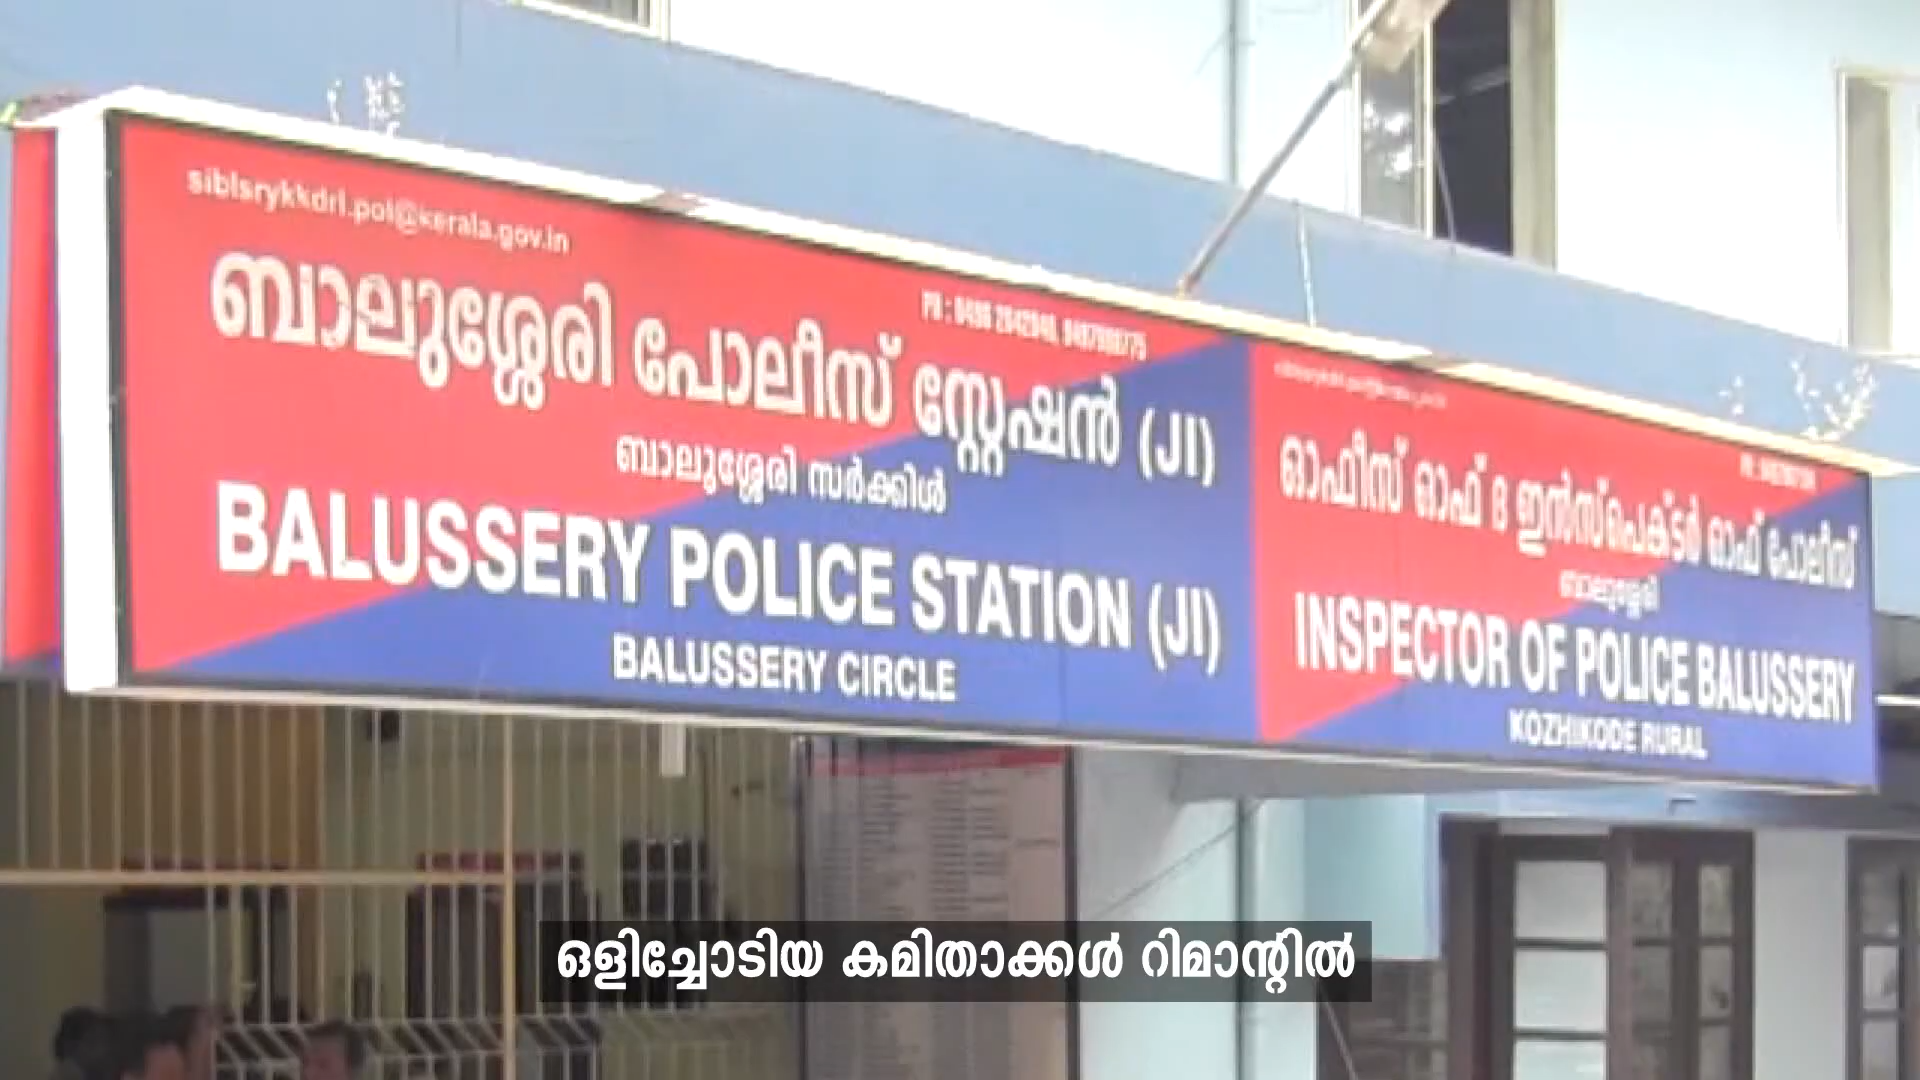 siblsrykkdrl.pol@kerala.gov.in
ബാലുശ്ശേരി പോലീസ് സ്റ്റേഷൻ (JI)
ബാലുശ്ശേരി സർക്കിൾ
BALUSSERY POLICE STATION (JI)
BALUSSERY CIRCLE
ഓഫീസ് ഓഫ് ദ ഇൻസ്പെക്ടർ ഓഫ് പോലീസ്
ബാലുശ്ശേരി
INSPECTOR OF POLICE BALUSSERY
KOZHIKODE RURAL
ഒളിച്ചോടിയ കമിതാക്കൾ റിമാന്റിൽ